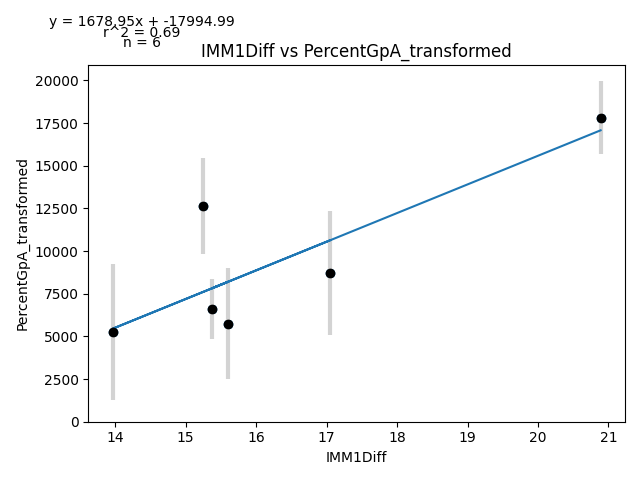 y = 1678.95x + -17994.99
r^2 = 0.69
n = 6
IMM1Diff vs PercentGpA_transformed
20000
17500
15000
12500
10000
7500
5000
2500
0
PercentGpA_transformed
14 15 16 17 18 19 20 21
IMM1Diff